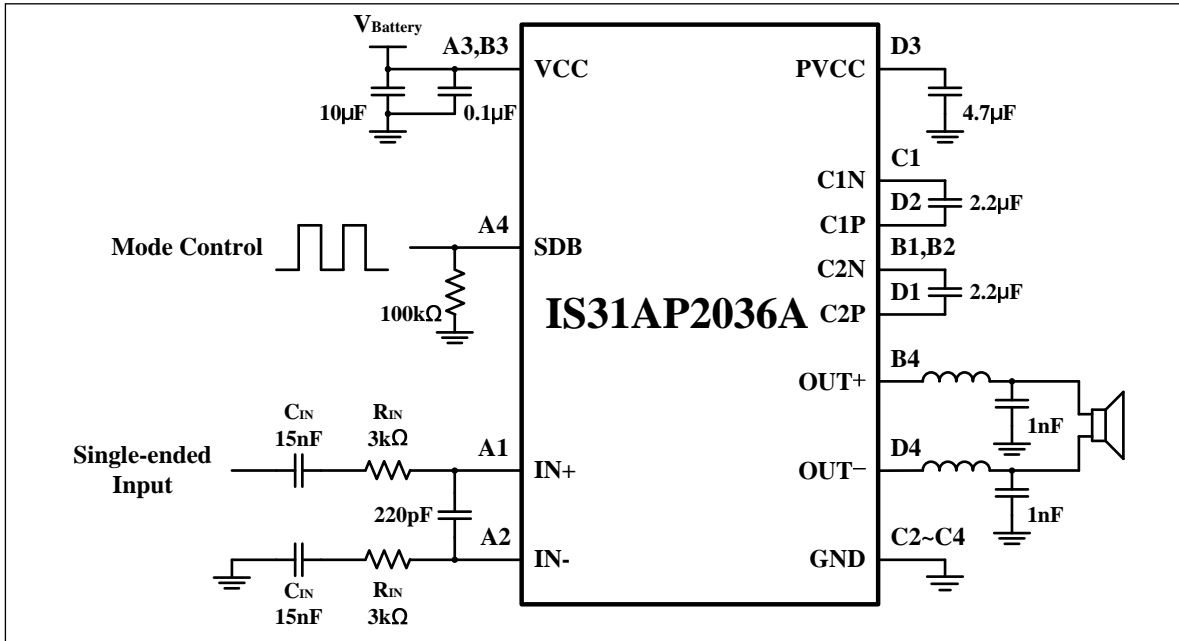 VBattery
A3,B3
VCC
10µF
0.1µF
D3
PVCC
4.7µF
C1
C1N
D2
2.2µF
C1P
B1,B2
C2N
D1
2.2µF
C2P
Mode Control
A4
SDB
100kΩ
IS31AP2036A
B4
OUT+
1nF
D4
OUT−
1nF
C2~C4
GND
CIN
15nF
RIN
3kΩ
Single-ended
Input
A1
IN+
220pF
A2
IN-
CIN
15nF
RIN
3kΩ